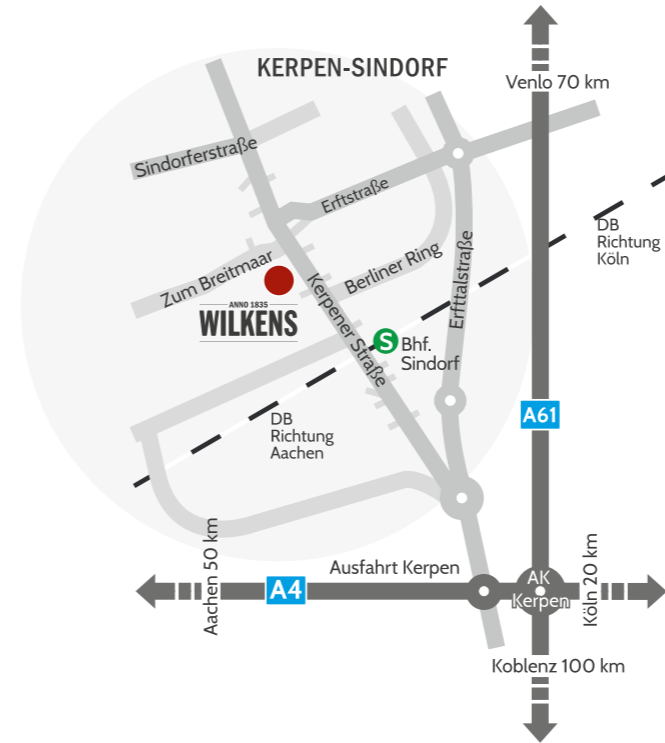 KERPEN-SINDORF
Venlo 70 km
Sindorferstraße
Erftstraße
DB
Richtung
Köln
Zum Breitmaar
Berliner Ring
Erfttalstraße
ANNO 1835
WILKENS
Kerpener Straße
S
Bhf.
Sindorf
A61
DB
Richtung
Aachen
Ausfahrt Kerpen
Aachen 50 km
A4
AK
Kerpen
Köln 20 km
Koblenz 100 km